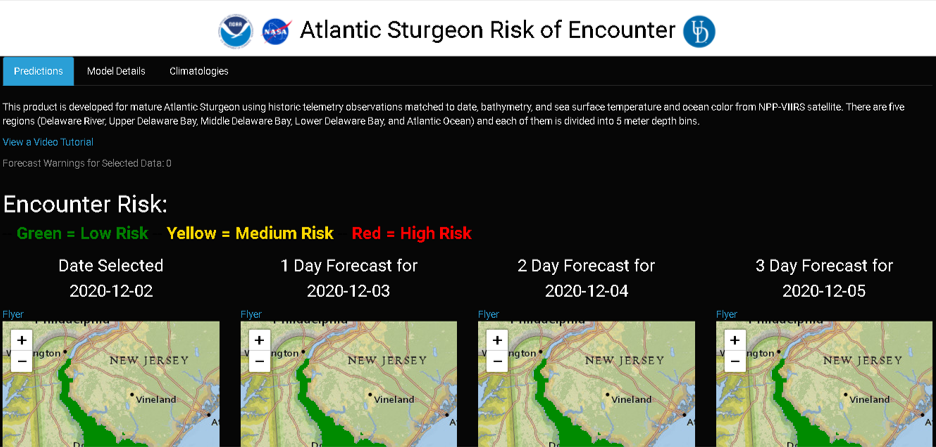 NOAA
NASA
Atlantic Sturgeon Risk of Encounter
UD
Predictions
Model Details
Climatologies
This product is developed for mature Atlantic Sturgeon using historic telemetry observations matched to date, bathymetry, and sea surface temperature and ocean color from NPP-VIIRS satellite. There are five
regions (Delaware River, Upper Delaware Bay, Middle Delaware Bay, Lower Delaware Bay, and Atlantic Ocean) and each of them is divided into 5 meter depth bins.
View a Video Tutorial
Forecast Warnings for Selected Data: 0
Encounter Risk:
Green = Low Risk
Yellow = Medium Risk
Red = High Risk
Date Selected
2020-12-02
1 Day Forecast for
2020-12-03
2 Day Forecast for
2020-12-04
3 Day Forecast for
2020-12-05
Flyer
Flyer
Flyer
Flyer
+
−
Philadelphia
ngton
NEW JERSEY
Vineland
+
−
Philadelphia
ngton
NEW JERSEY
Vineland
+
−
Philadelphia
ngton
NEW JERSEY
Vineland
+
−
Philadelphia
ngton
NEW JERSEY
Vineland